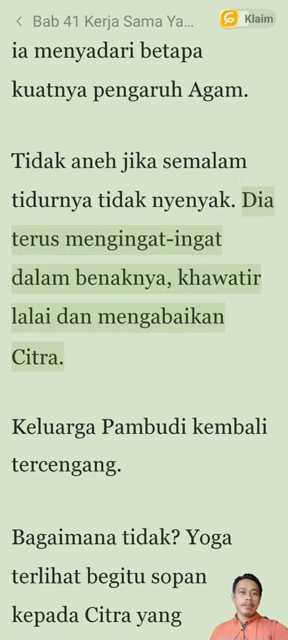 Bab 41 Kerja Sama Ya...
Klaim
ia menyadari betapa
kuatnya pengaruh Agam.
Tidak aneh jika semalam
tidurnya tidak nyenyak. Dia
terus mengingat-ingat
dalam benaknya, khawatir
lalai dan mengabaikan
Citra.
Keluarga Pambudi kembali
tercengang.
Bagaimana tidak? Yoga
terlihat begitu sopan
kepada Citra yang